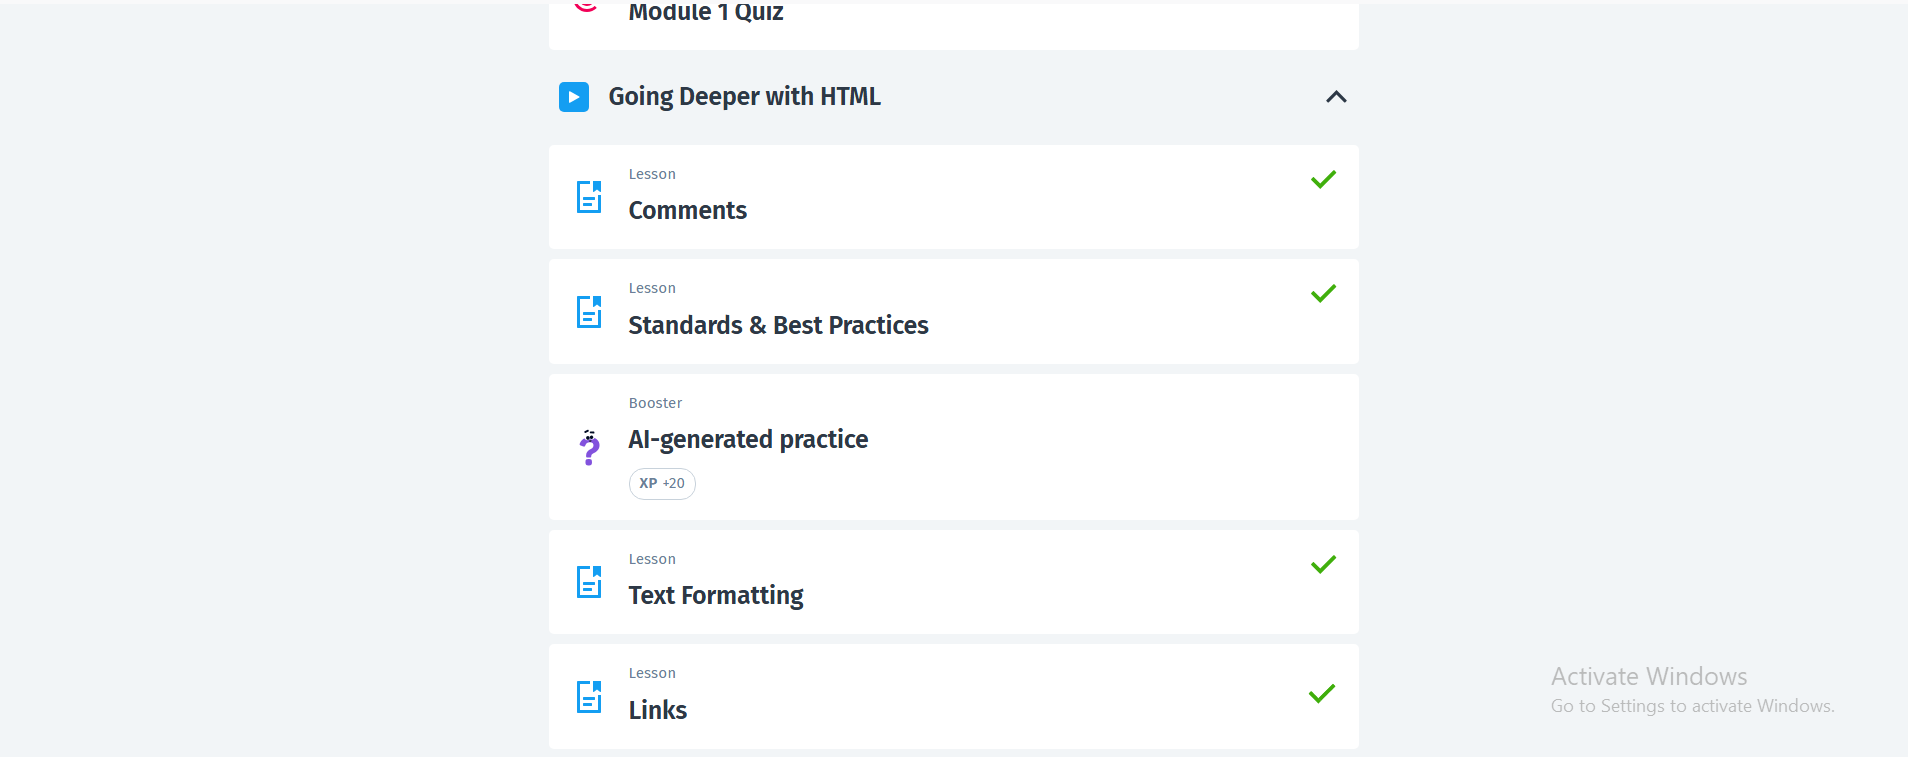 Module 1 Quiz
Going Deeper with HTML
Lesson
Comments
Lesson
Standards & Best Practices
Booster
AI-generated practice
XP +20
Lesson
Text Formatting
Lesson
Links
Activate Windows
Go to Settings to activate Windows.